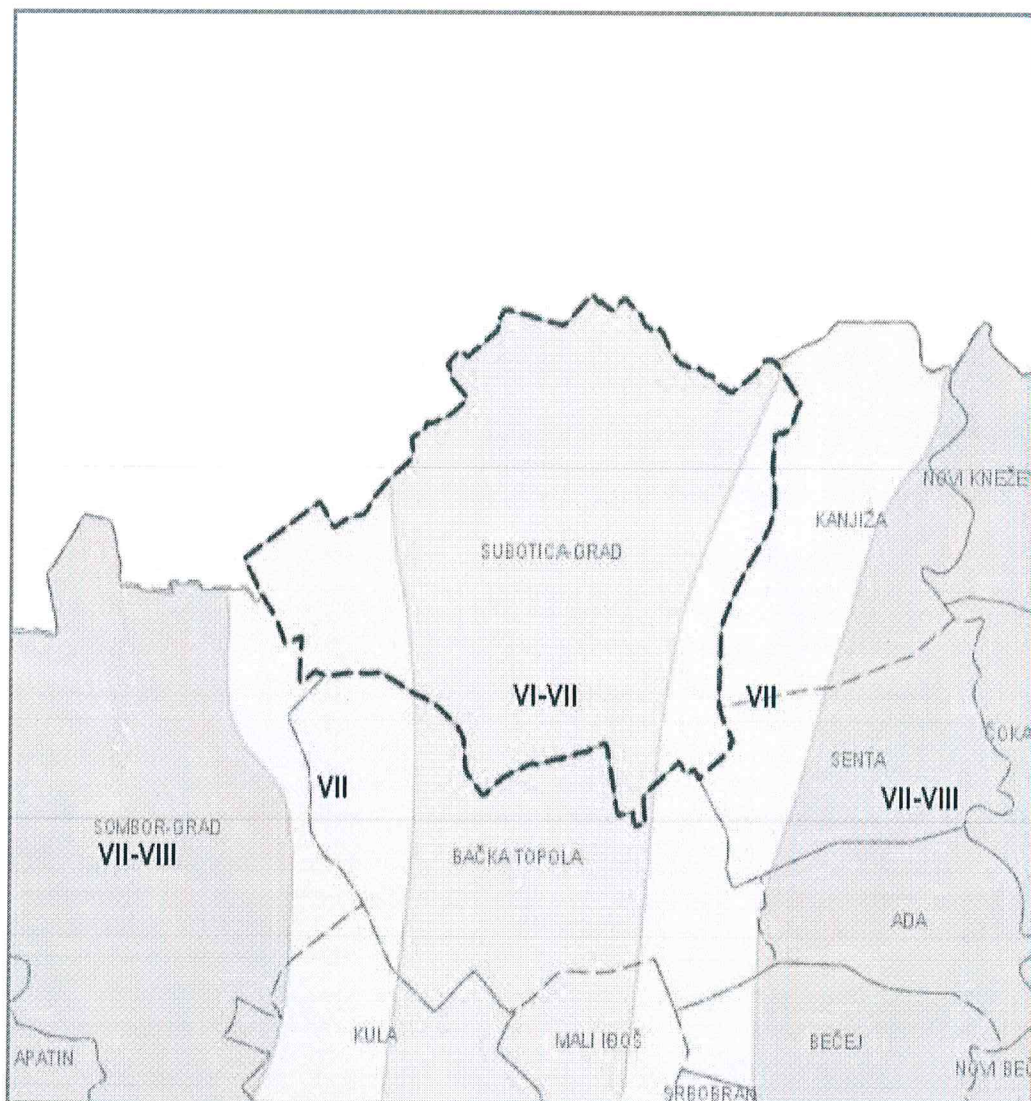 NOVI KNEŽE
KANJIŽA
SUBOTICA-GRAD
VI-VII
VII
ČOKA
SENTA
VII
VII-VIII
SOMBOR-GRAD
VII-VIII
BAČKA TOPOLA
ADA
KULA
MALI IĐOŠ
BEČEJ
APATIN
NOVI BEČ
SRBOBRAN